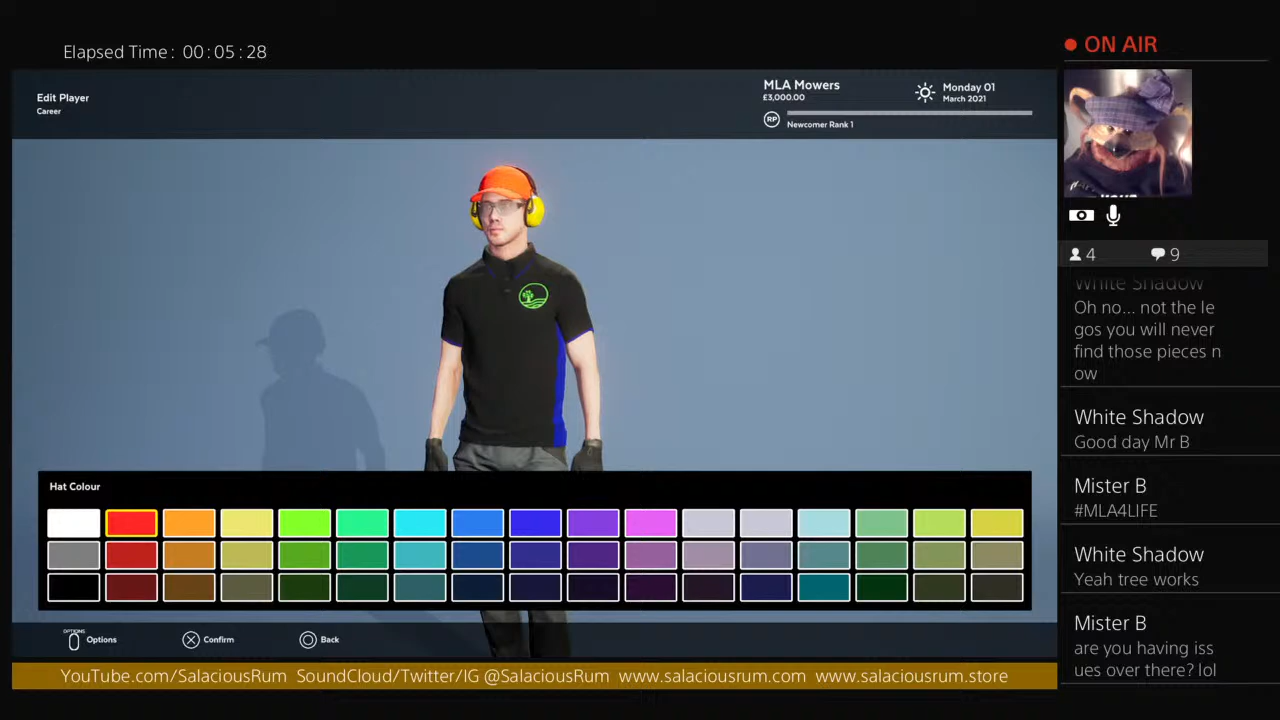 Elapsed Time: 00:05:28
ON AIR
Edit Player
Career
MLA Mowers
£3,000.00
Monday 01
March 2021
RP
Newcomer Rank 1
4
9
White Shadow
Oh no... not the le
gos you will never
find those pieces n
ow
White Shadow
Good day Mr B
Mister B
#MLA4LIFE
White Shadow
Yeah tree works
Mister B
are you having iss
ues over there? lol
Hat Colour
OPTIONS
Options
Confirm
Back
YouTube.com/SalaciousRum SoundCloud/Twitter/IG @SalaciousRum www.salaciousrum.com www.salaciousrum.store